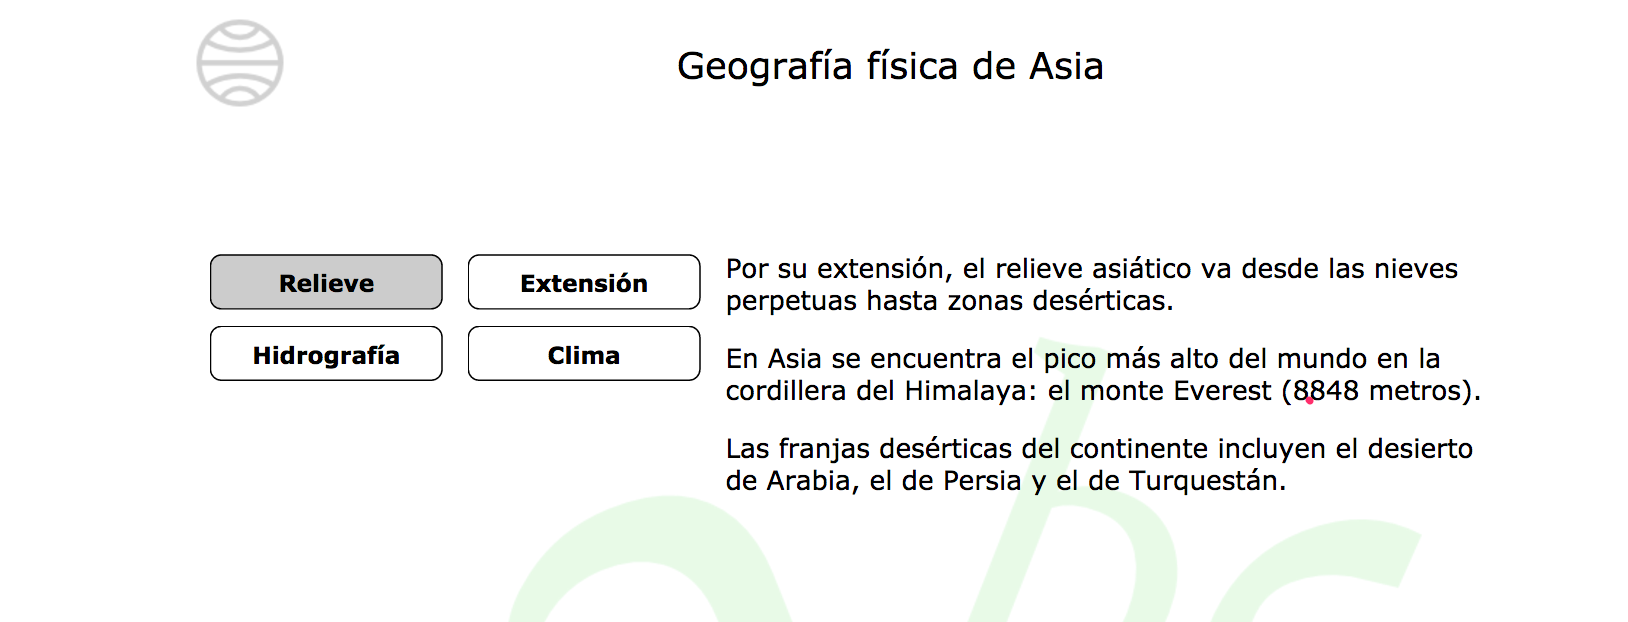 Geografía física de Asia
Relieve
Extensión
Hidrografía
Clima
Por su extensión, el relieve asiático va desde las nieves
perpetuas hasta zonas desérticas.
En Asia se encuentra el pico más alto del mundo en la
cordillera del Himalaya: el monte Everest (8848 metros).
Las franjas desérticas del continente incluyen el desierto
de Arabia, el de Persia y el de Turquestán.
abc